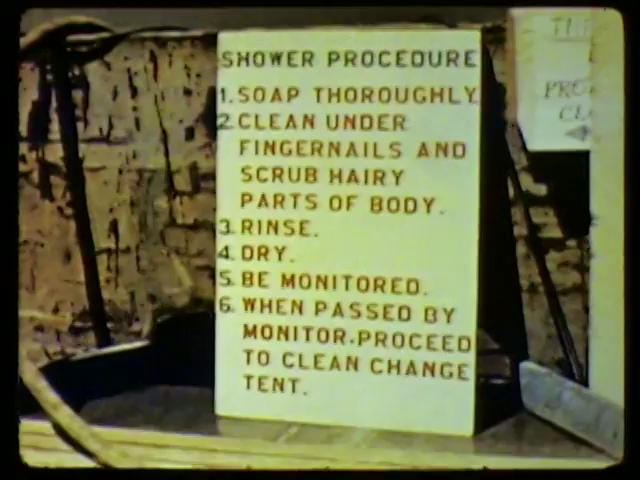 SHOWER PROCEDURE
1. SOAP THOROUGHLY
2. CLEAN UNDER
FINGERNAILS AND
SCRUB HAIRY
PARTS OF BODY.
3. RINSE.
4. DRY.
5. BE MONITORED.
6. WHEN PASSED BY
MONITOR, PROCEED
TO CLEAN CHANGE
TENT.